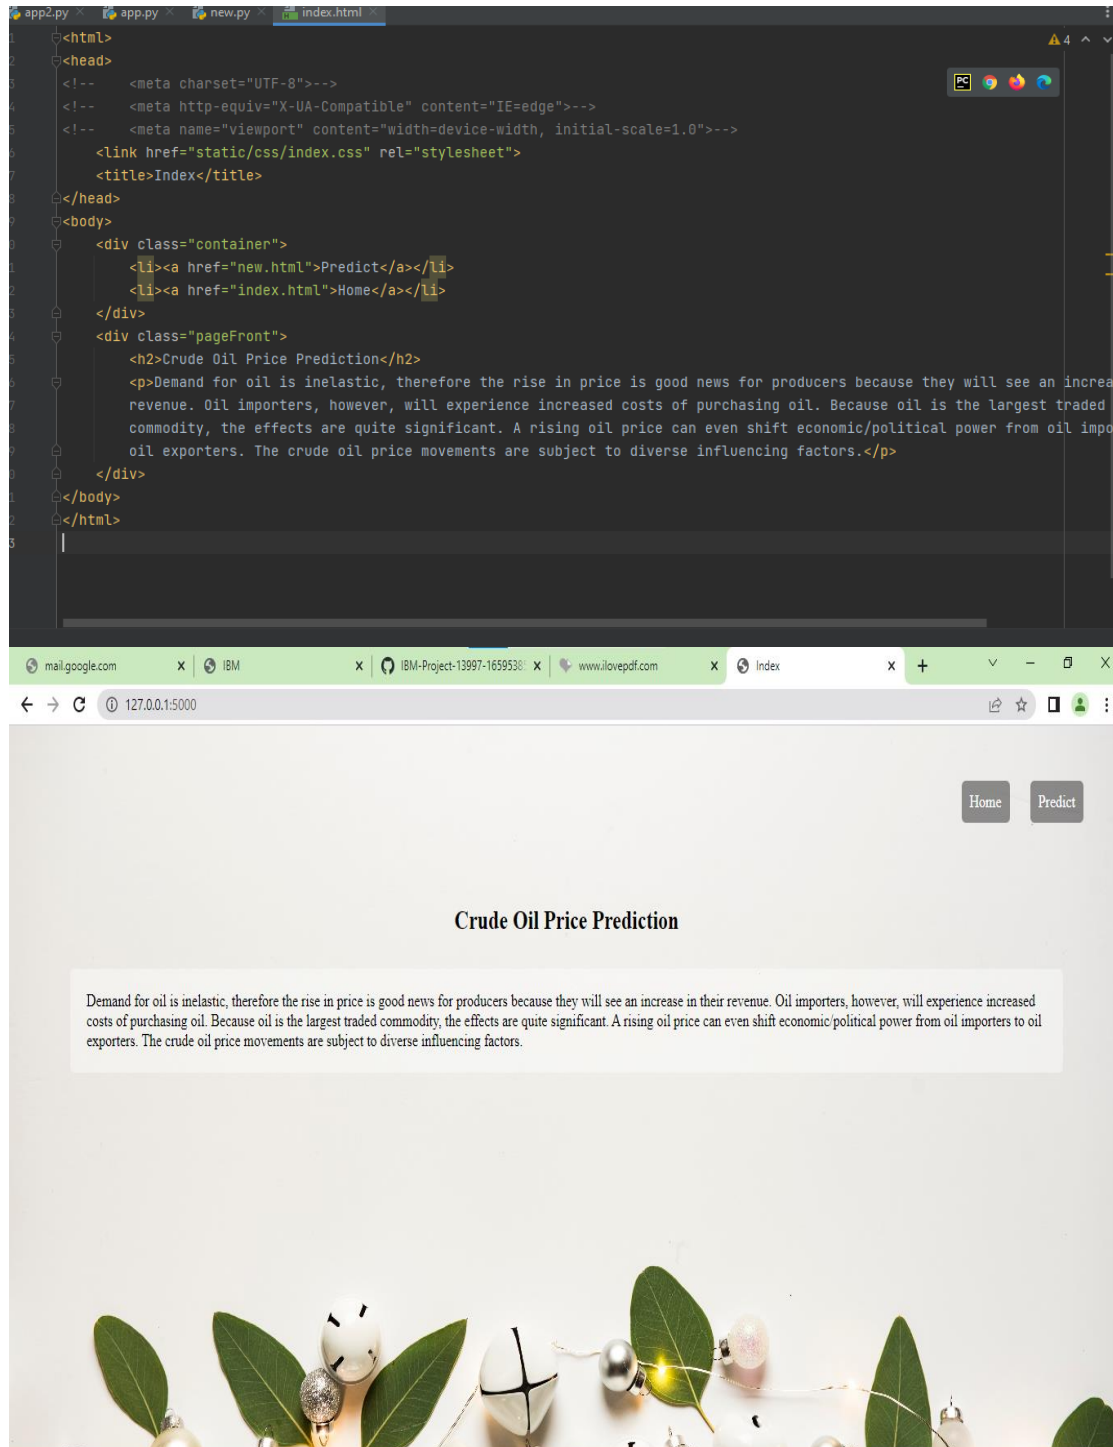 app2.py × app.py × new.py × index.html ×
<html>
4
<head>
<!-- <meta charset="UTF-8">-->
PC
<!-- <meta http-equiv="X-UA-Compatible" content="IE=edge">-->
<!-- <meta name="viewport" content="width=device-width, initial-scale=1.0">-->
<link href="static/css/index.css" rel="stylesheet">
<title>Index</title>
</head>
<body>
<div class="container">
<li><a href="new.html">Predict</a></li>
<li><a href="index.html">Home</a></li>
</div>
<div class="pageFront">
<h2>Crude Oil Price Prediction</h2>
<p>Demand for oil is inelastic, therefore the rise in price is good news for producers because they will see an increa
revenue. Oil importers, however, will experience increased costs of purchasing oil. Because oil is the largest traded
commodity, the effects are quite significant. A rising oil price can even shift economic/political power from oil impo
oil exporters. The crude oil price movements are subject to diverse influencing factors.</p>
</div>
</body>
</html>
mail.google.com × IBM × IBM-Project-13997-1659538 × www.ilovepdf.com × Index × +
127.0.0.1:5000
Home Predict
Crude Oil Price Prediction
Demand for oil is inelastic, therefore the rise in price is good news for producers because they will see an increase in their revenue. Oil importers, however, will experience increased
costs of purchasing oil. Because oil is the largest traded commodity, the effects are quite significant. A rising oil price can even shift economic/political power from oil importers to oil
exporters. The crude oil price movements are subject to diverse influencing factors.